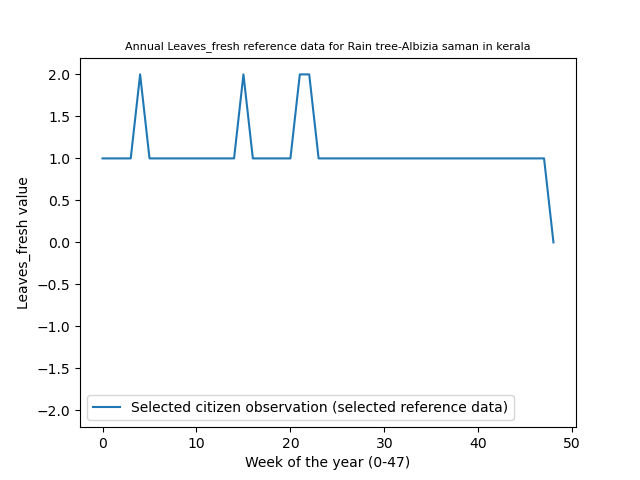 Annual Leaves_fresh reference data for Rain tree-Albizia saman in kerala
2.0
1.5
1.0
0.5
0.0
−0.5
−1.0
−1.5
−2.0
Leaves_fresh value
Selected citizen observation (selected reference data)
0 10 20 30 40 50
Week of the year (0-47)